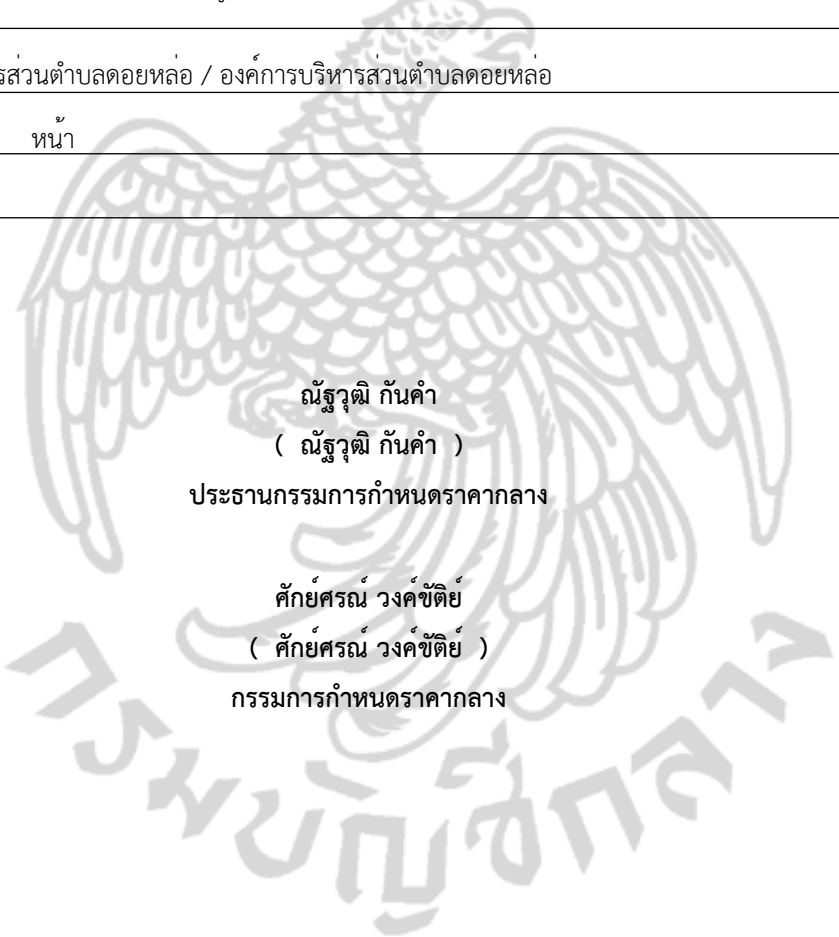 รส่วนตำบลดอยหล่อ / องค์การบริหารส่วนตำบลดอยหล่อ
หน้า
ณัฐวุฒิ กันคำ
( ณัฐวุฒิ กันคำ )
ประธานกรรมการกำหนดราคากลาง
ศักย์ศรณ์ วงค์ขัติย์
( ศักย์ศรณ์ วงค์ขัติย์ )
กรรมการกำหนดราคากลาง
กรมบัญชีกลาง